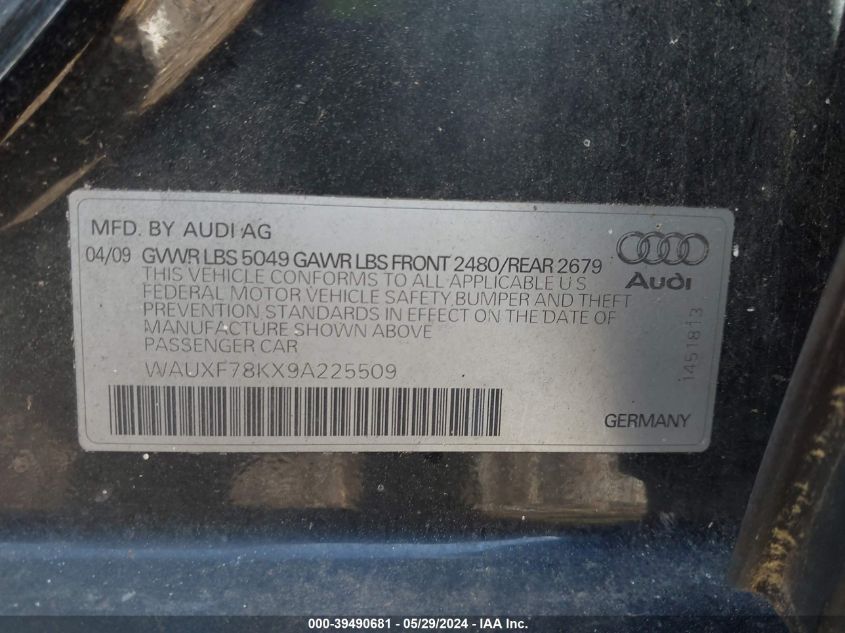 MFD. BY AUDI AG
04/09 GVWR LBS 5049 GAWR LBS FRONT 2480/REAR 2679
THIS VEHICLE CONFORMS TO ALL APPLICABLE U S
FEDERAL MOTOR VEHICLE SAFETY, BUMPER AND THEFT
PREVENTION STANDARDS IN EFFECT ON THE DATE OF
MANUFACTURE SHOWN ABOVE
PASSENGER CAR
WAUXF78KX9A225509
Audi
1451813
GERMANY
000-39490681 / 05/29/2024 - IAA Inc.